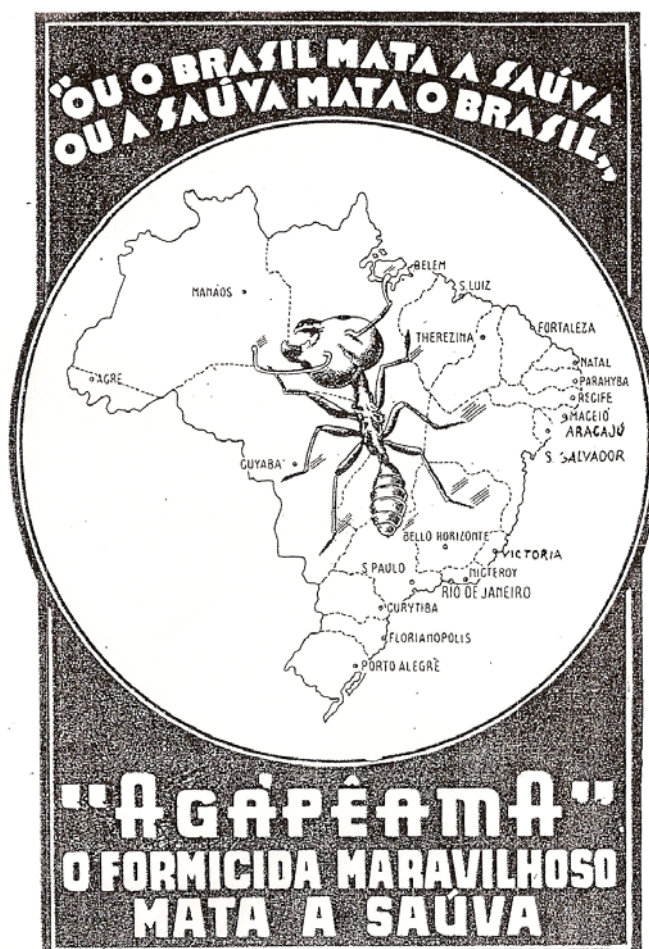 "OU O BRASIL MATA A SAÚVA
OU A SAÚVA MATA O BRASIL„
BELEM
MANÁOS
S. LUIZ
FORTALEZA
THEREZINA
NATAL
ACRE
PARAHYBA
RECIFE
MACEIÓ
ARACAJÚ
S. SALVADOR
CUYABÁ
BELLO HORIZONTE
VICTORIA
S. PAULO
NICTEROY
RIO DE JANEIRO
CURYTIBA
FLORIANOPOLIS
PORTO ALEGRE
"AGÁPÊAMA"
O FORMICIDA MARAVILHOSO
MATA A SAÚVA